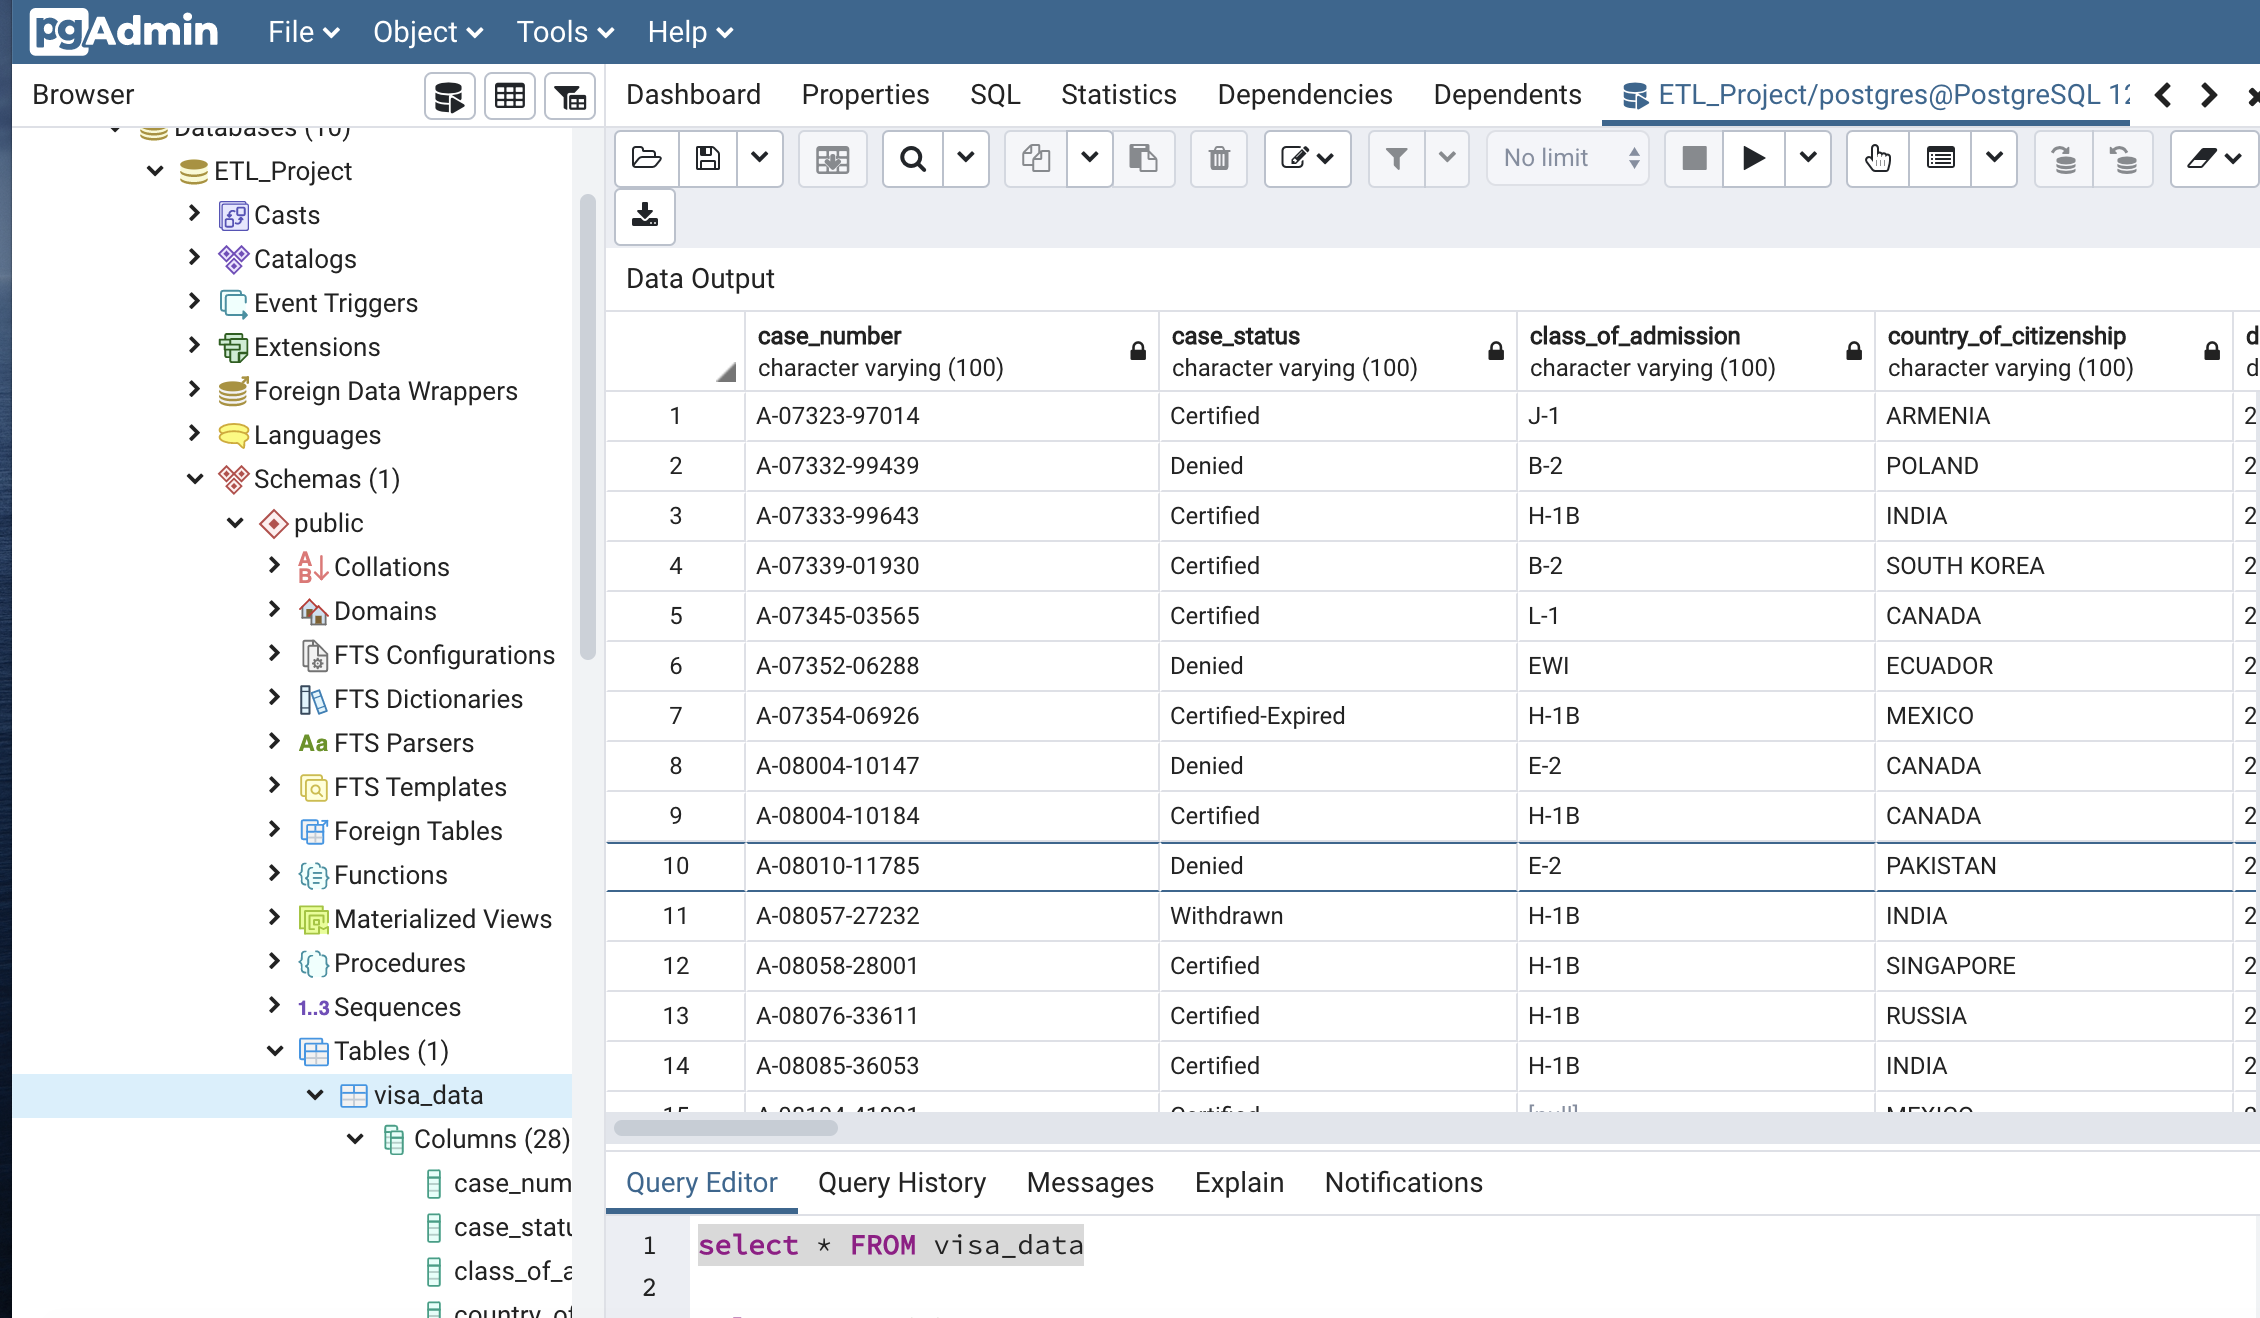 pgAdmin File Object Tools Help
Browser
Dashboard Properties SQL Statistics Dependencies Dependents ETL_Project/postgres@PostgreSQL 12
Databases (16)
ETL_Project
Casts
Catalogs
Event Triggers
Extensions
Foreign Data Wrappers
Languages
Schemas (1)
public
A B Collations
Domains
FTS Configurations
FTS Dictionaries
Aa FTS Parsers
FTS Templates
Foreign Tables
Functions
Materialized Views
Procedures
1..3 Sequences
Tables (1)
visa_data
Columns (28)
case_num
case_statu
class_of_a
country_of
No limit
Data Output
case_number case_status class_of_admission country_of_citizenship d
character varying (100) character varying (100) character varying (100) character varying (100) d
1 A-07323-97014 Certified J-1 ARMENIA 2
2 A-07332-99439 Denied B-2 POLAND 2
3 A-07333-99643 Certified H-1B INDIA 2
4 A-07339-01930 Certified B-2 SOUTH KOREA 2
5 A-07345-03565 Certified L-1 CANADA 2
6 A-07352-06288 Denied EWI ECUADOR 2
7 A-07354-06926 Certified-Expired H-1B MEXICO 2
8 A-08004-10147 Denied E-2 CANADA 2
9 A-08004-10184 Certified H-1B CANADA 2
10 A-08010-11785 Denied E-2 PAKISTAN 2
11 A-08057-27232 Withdrawn H-1B INDIA 2
12 A-08058-28001 Certified H-1B SINGAPORE 2
13 A-08076-33611 Certified H-1B RUSSIA 2
14 A-08085-36053 Certified H-1B INDIA 2
15 Certified [null] MEXICO
Query Editor Query History Messages Explain Notifications
1 select * FROM visa_data
2